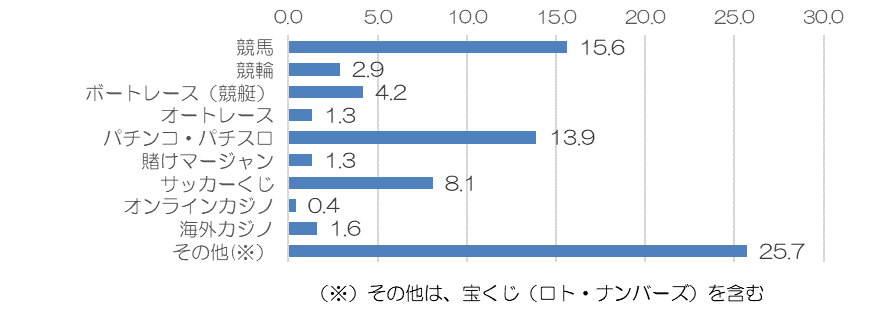 0.0 5.0 10.0 15.0 20.0 25.0 30.0
競馬 15.6
競輪 2.9
ボートレース（競艇） 4.2
オートレース 1.3
パチンコ・パチスロ 13.9
賭けマージャン 1.3
サッカーくじ 8.1
オンラインカジノ 0.4
海外カジノ 1.6
その他(※) 25.7
（※）その他は、宝くじ（ロト・ナンバーズ）を含む